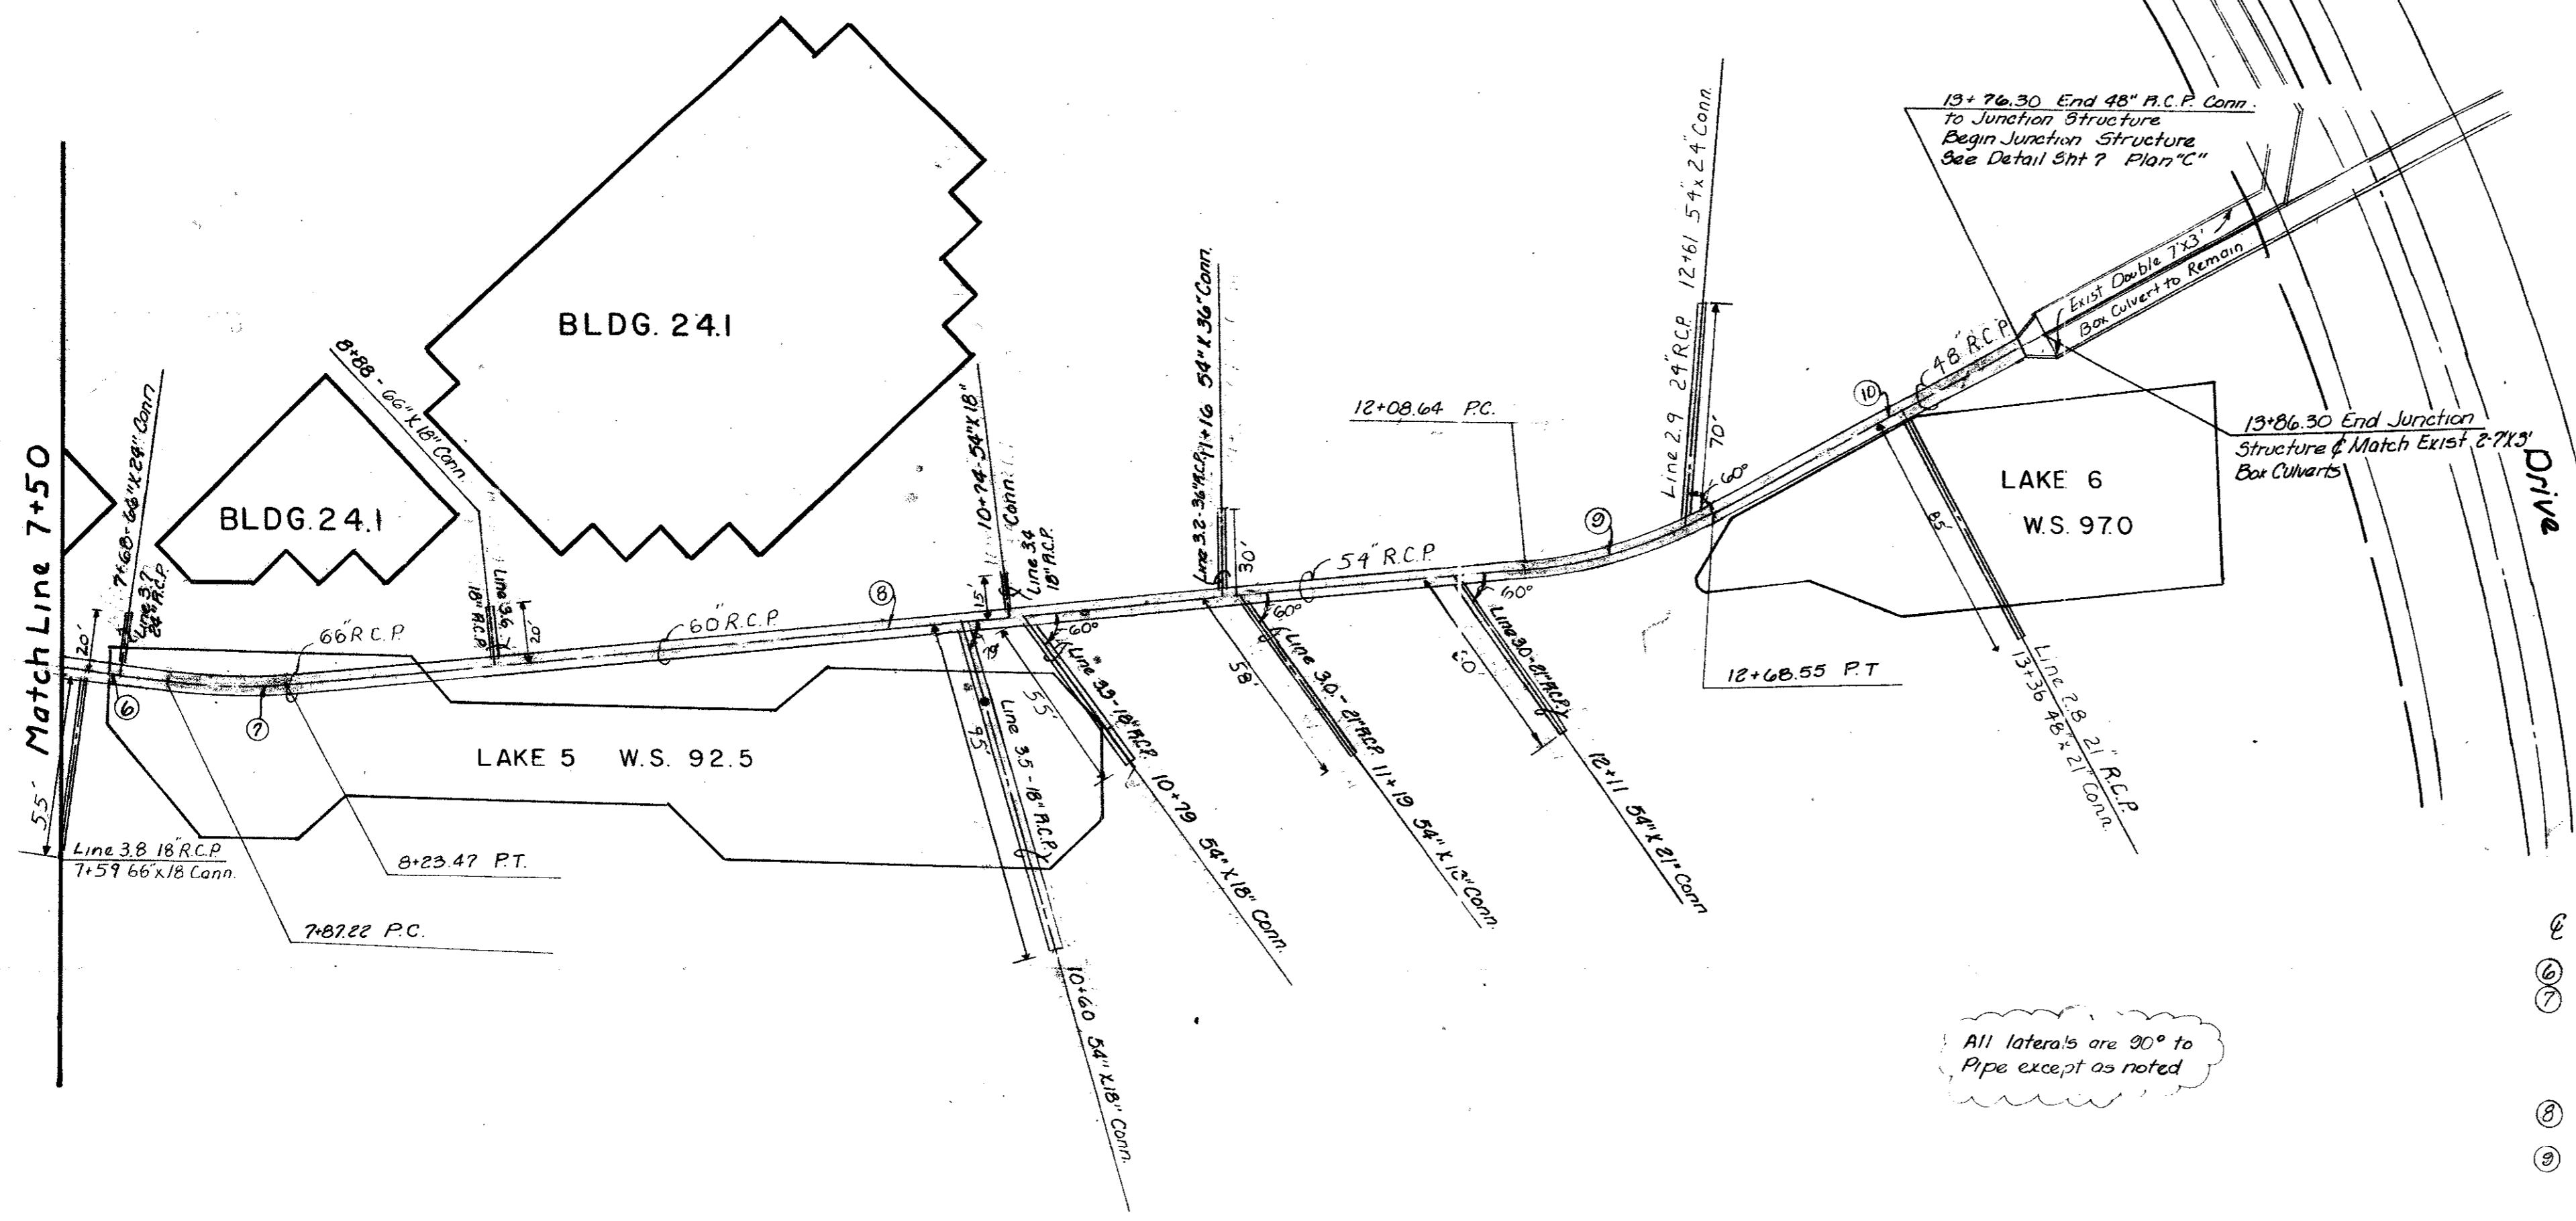 Match Line 7+50
55'
20'
Line 3.8 18" R.C.P.
7+59 66"x18 Conn.
7+68-66"X24" Conn
Line 3.7
24" R.C.P.
6
7
66" R.C.P.
8+23.47 P.T.
7+87.22 P.C.
BLDG. 24.1
BLDG. 24.1
8+88-66"X18" Conn.
Line 3.6
18" R.C.P.
20'
60" R.C.P.
8
LAKE 5 W.S. 92.5
10+74-54"X18"
Conn.
15'
Line 3.4
18" R.C.P.
95'
Line 3.5-18" R.C.P.
10+60 54"X18" Conn.
60°
Line 3.3-18" R.C.P.
55'
10+79 54"X18" Conn.
Line 3.2-36" R.C.P. 11+16 54"X36" Conn.
30'
60°
Line 3.0-21" R.C.P.
58'
11+19 54"X Conn.
54" R.C.P.
60°
Line 3.0-21" R.C.P.
12+11 54"X21" Conn
12+08.64 P.C.
9
Line 2.9 24" R.C.P. 12+61 54"x24" Conn.
70'
60°
12+68.55 P.T
10
48" R.C.P.
85'
Line 2.8 21" R.C.P.
13+36 48"x21" Conn.
LAKE 6
W.S. 97.0
13+76.30 End 48" R.C.P. Conn.
to Junction Structure
Begin Junction Structure
See Detail Sht 7 Plan "C"
Exist Double 7'X3'
Box Culvert to Remain
13+86.30 End Junction
Structure & Match Exist 2-7'X3'
Box Culverts
Drive
All laterals are 90° to
Pipe except as noted
℄
6
7
8
9